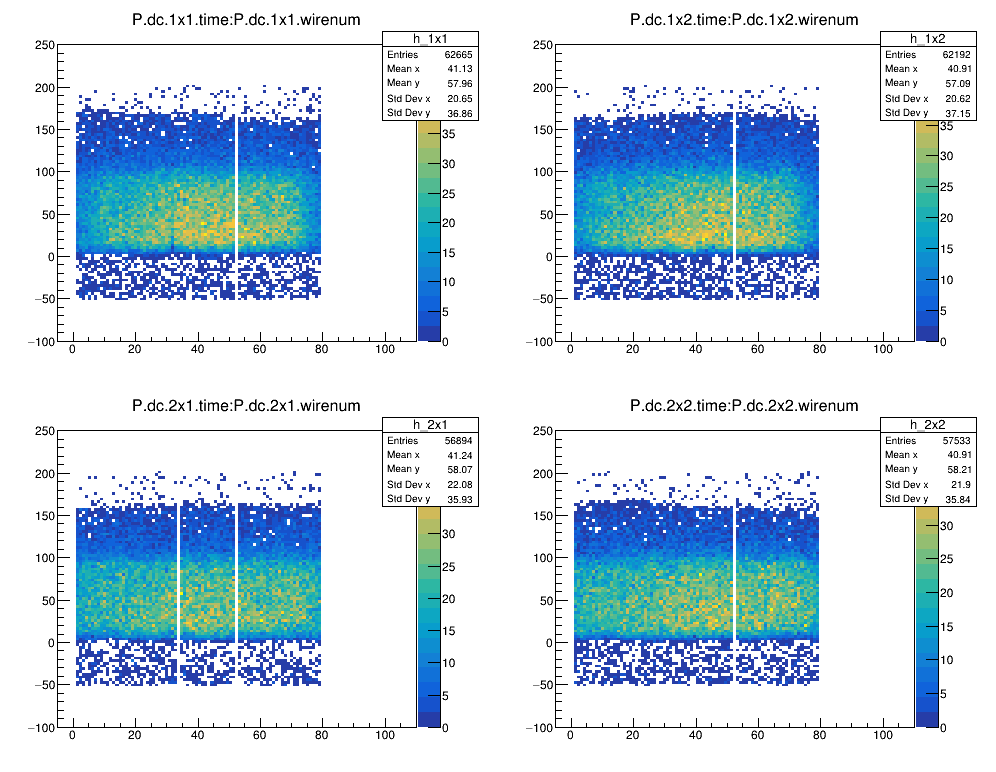 P.dc.1x1.time:P.dc.1x1.wirenum
h_1x1
Entries 62665
Mean x 41.13
Mean y 57.96
Std Dev x 20.65
Std Dev y 36.86
250
200
150
100
50
0
−50
−100
0 20 40 60 80 100
35
30
25
20
15
10
5
0
P.dc.1x2.time:P.dc.1x2.wirenum
h_1x2
Entries 62192
Mean x 40.91
Mean y 57.09
Std Dev x 20.62
Std Dev y 37.15
250
200
150
100
50
0
−50
−100
0 20 40 60 80 100
35
30
25
20
15
10
5
0
P.dc.2x1.time:P.dc.2x1.wirenum
h_2x1
Entries 56894
Mean x 41.24
Mean y 58.07
Std Dev x 22.08
Std Dev y 35.93
250
200
150
100
50
0
−50
−100
0 20 40 60 80 100
30
25
20
15
10
5
0
P.dc.2x2.time:P.dc.2x2.wirenum
h_2x2
Entries 57533
Mean x 40.91
Mean y 58.21
Std Dev x 21.9
Std Dev y 35.84
250
200
150
100
50
0
−50
−100
0 20 40 60 80 100
30
25
20
15
10
5
0